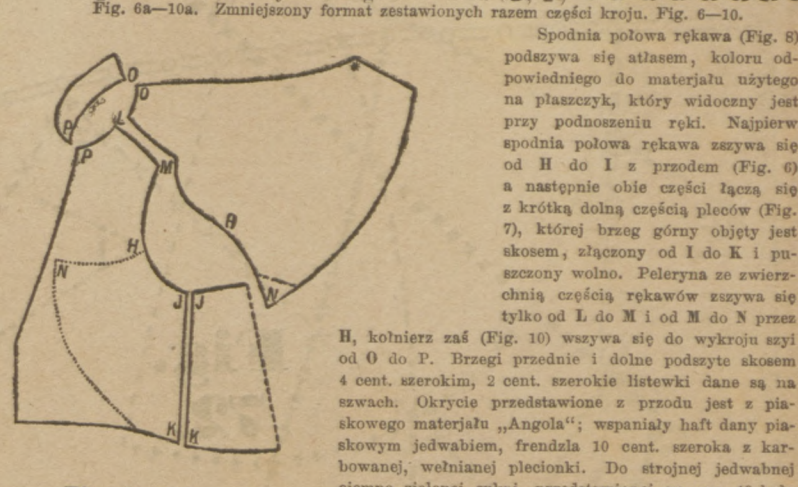 Fig. 6a—10a. Zmniejszony format zestawionych razem części kroju. Fig. 6—10.
O
O
P
L
P
M
H
H
N
N
J J
K K
Spodnia połowa rękawa (Fig. 8)
podszywa się atłasem, koloru od-
powiedniego do materjału użytego
na płaszczyk, który widoczny jest
przy podnoszeniu ręki. Najpierw
spodnia połowa rękawa zszywa się
od H do I z przodem (Fig. 6)
a następnie obie części łączą się
z krótką dolną częścią pleców (Fig.
7), której brzeg górny objęty jest
skosem, złączony od I do K i pu-
szczony wolno. Peleryna ze zwierz-
chnią częścią rękawów zszywa się
tylko od L do M i od M do N przez
H, kołnierz zaś (Fig. 10) wszywa się do wykroju szyi
od O do P. Brzegi przednie i dolne podszyte skosem
4 cent. szerokim, 2 cent. szerokie listewki dane są na
szwach. Okrycie przedstawione z przodu jest z pia-
skowego materjału „Angola“; wspaniały haft dany pia-
skowym jedwabiem, frendzla 10 cent. szeroka z kar-
bowanej, wełnianej plecionki. Do strojnej jedwabnej